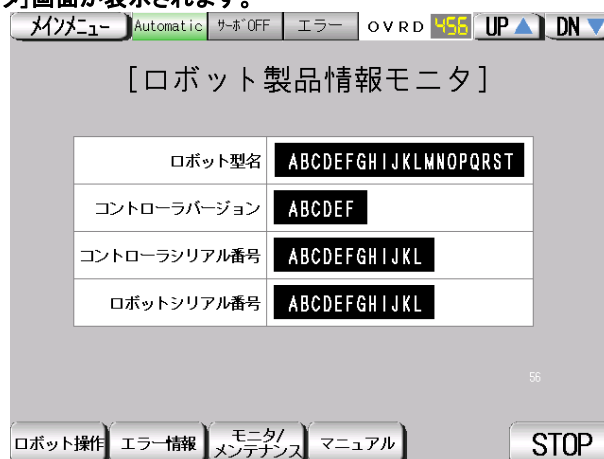 タ」画面が表示されます。
メインメニュー Automatic サーボOFF エラー OVRD 456 UP▲ DN▼
[ロボット製品情報モニタ]
ロボット型名 ABCDEFGHIJKLMNOPQRST
コントローラバージョン ABCDEF
コントローラシリアル番号 ABCDEFGHIJKL
ロボットシリアル番号 ABCDEFGHIJKL
56
ロボット操作 エラー情報 モニタ/
メンテナンス マニュアル STOP